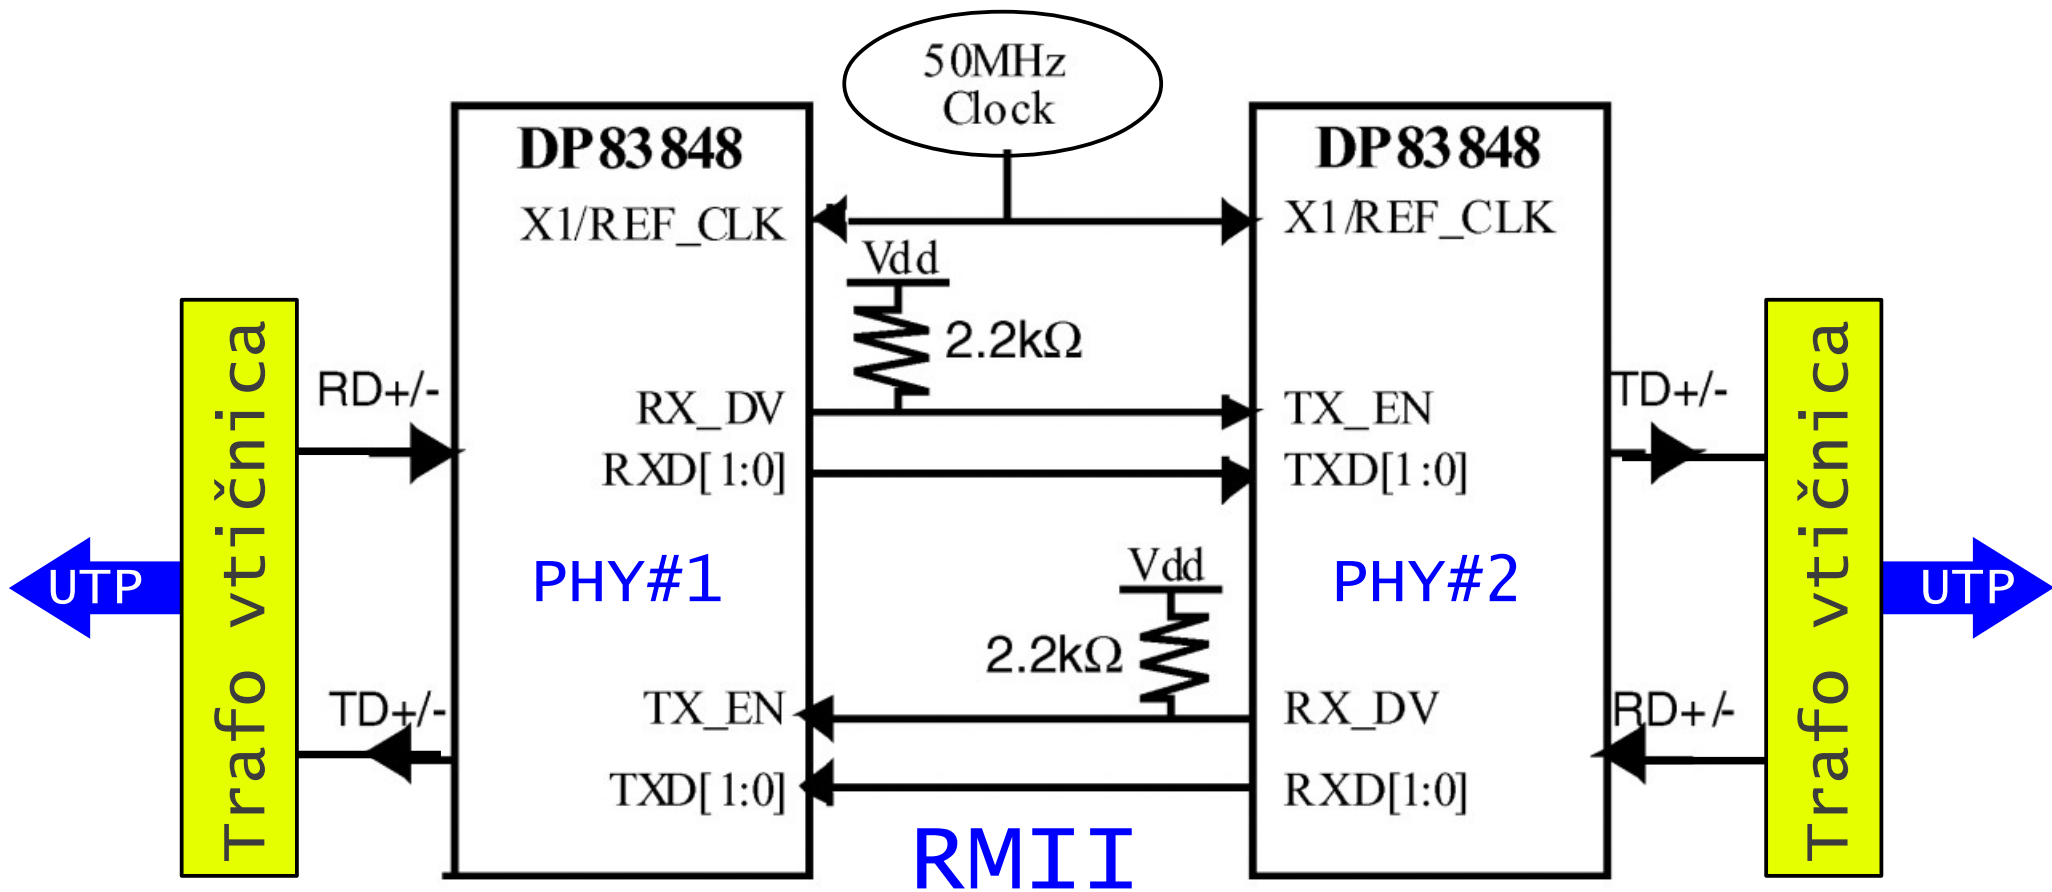 50MHz
Clock
DP83848
X1/REF_CLK
DP83848
X1/REF_CLK
Vdd
2.2kΩ
RD+/-
RX_DV
TX_EN
TD+/-
RXD[1:0]
TXD[1:0]
Trafo vtičnica
Trafo vtičnica
UTP
PHY#1
Vdd
PHY#2
UTP
2.2kΩ
TD+/-
TX_EN
RX_DV
RD+/-
TXD[1:0]
RXD[1:0]
RMII